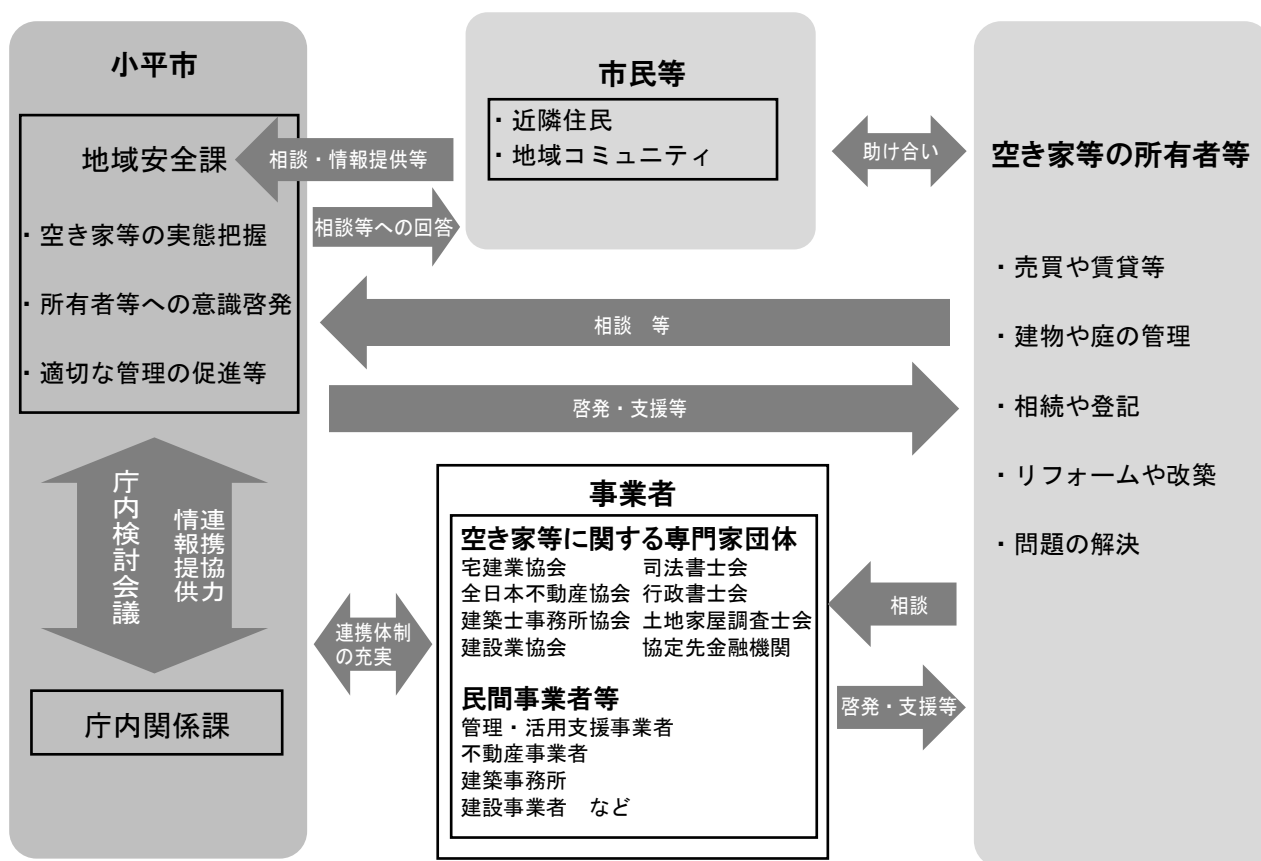 小平市
地域安全課
・空き家等の実態把握
・所有者等への意識啓発
・適切な管理の促進等
庁内検討会議
連携協力
情報提供
庁内関係課
相談・情報提供等
相談等への回答
市民等
・近隣住民
・地域コミュニティ
助け合い
相談　等
啓発・支援等
連携体制
の充実
事業者
空き家等に関する専門家団体
宅建業協会　司法書士会
全日本不動産協会　行政書士会
建築士事務所協会　土地家屋調査士会
建設業協会　協定先金融機関
民間事業者等
管理・活用支援事業者
不動産事業者
建築事務所
建設事業者　など
相談
啓発・支援等
空き家等の所有者等
・売買や賃貸等
・建物や庭の管理
・相続や登記
・リフォームや改築
・問題の解決